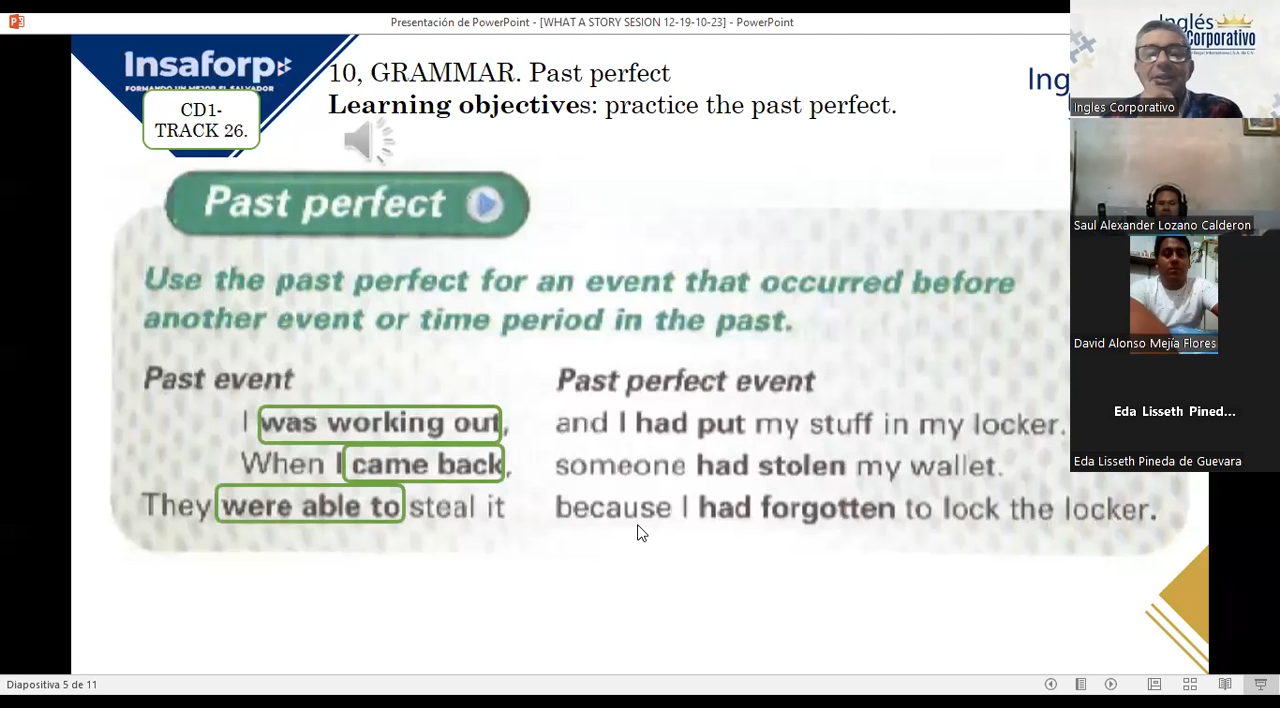 Presentación de PowerPoint - [WHAT A STORY SESION 12-19-10-23] - PowerPoint
Inglés
Corporativo
Insaforp
FORMANDO UN MEJOR EL SALVADOR
CD1-
TRACK 26.
10, GRAMMAR. Past perfect
Learning objectives: practice the past perfect.
Ing
Ingles Corporativo
Past perfect
Saul Alexander Lozano Calderon
Use the past perfect for an event that occurred before
another event or time period in the past.
David Alonso Mejía Flores
Past event Past perfect event
I was working out, and I had put my stuff in my locker.
When I came back, someone had stolen my wallet.
They were able to steal it because I had forgotten to lock the locker.
Eda Lisseth Pined...
Eda Lisseth Pineda de Guevara
Diapositiva 5 de 11